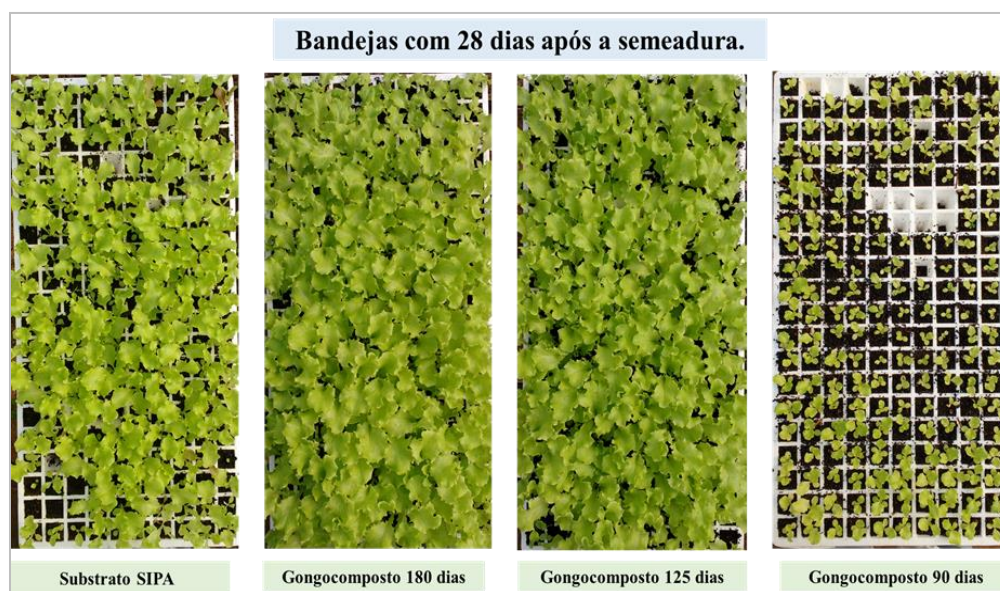 Bandejas com 28 dias após a semeadura.
Substrato SIPA
Gongocomposto 180 dias
Gongocomposto 125 dias
Gongocomposto 90 dias